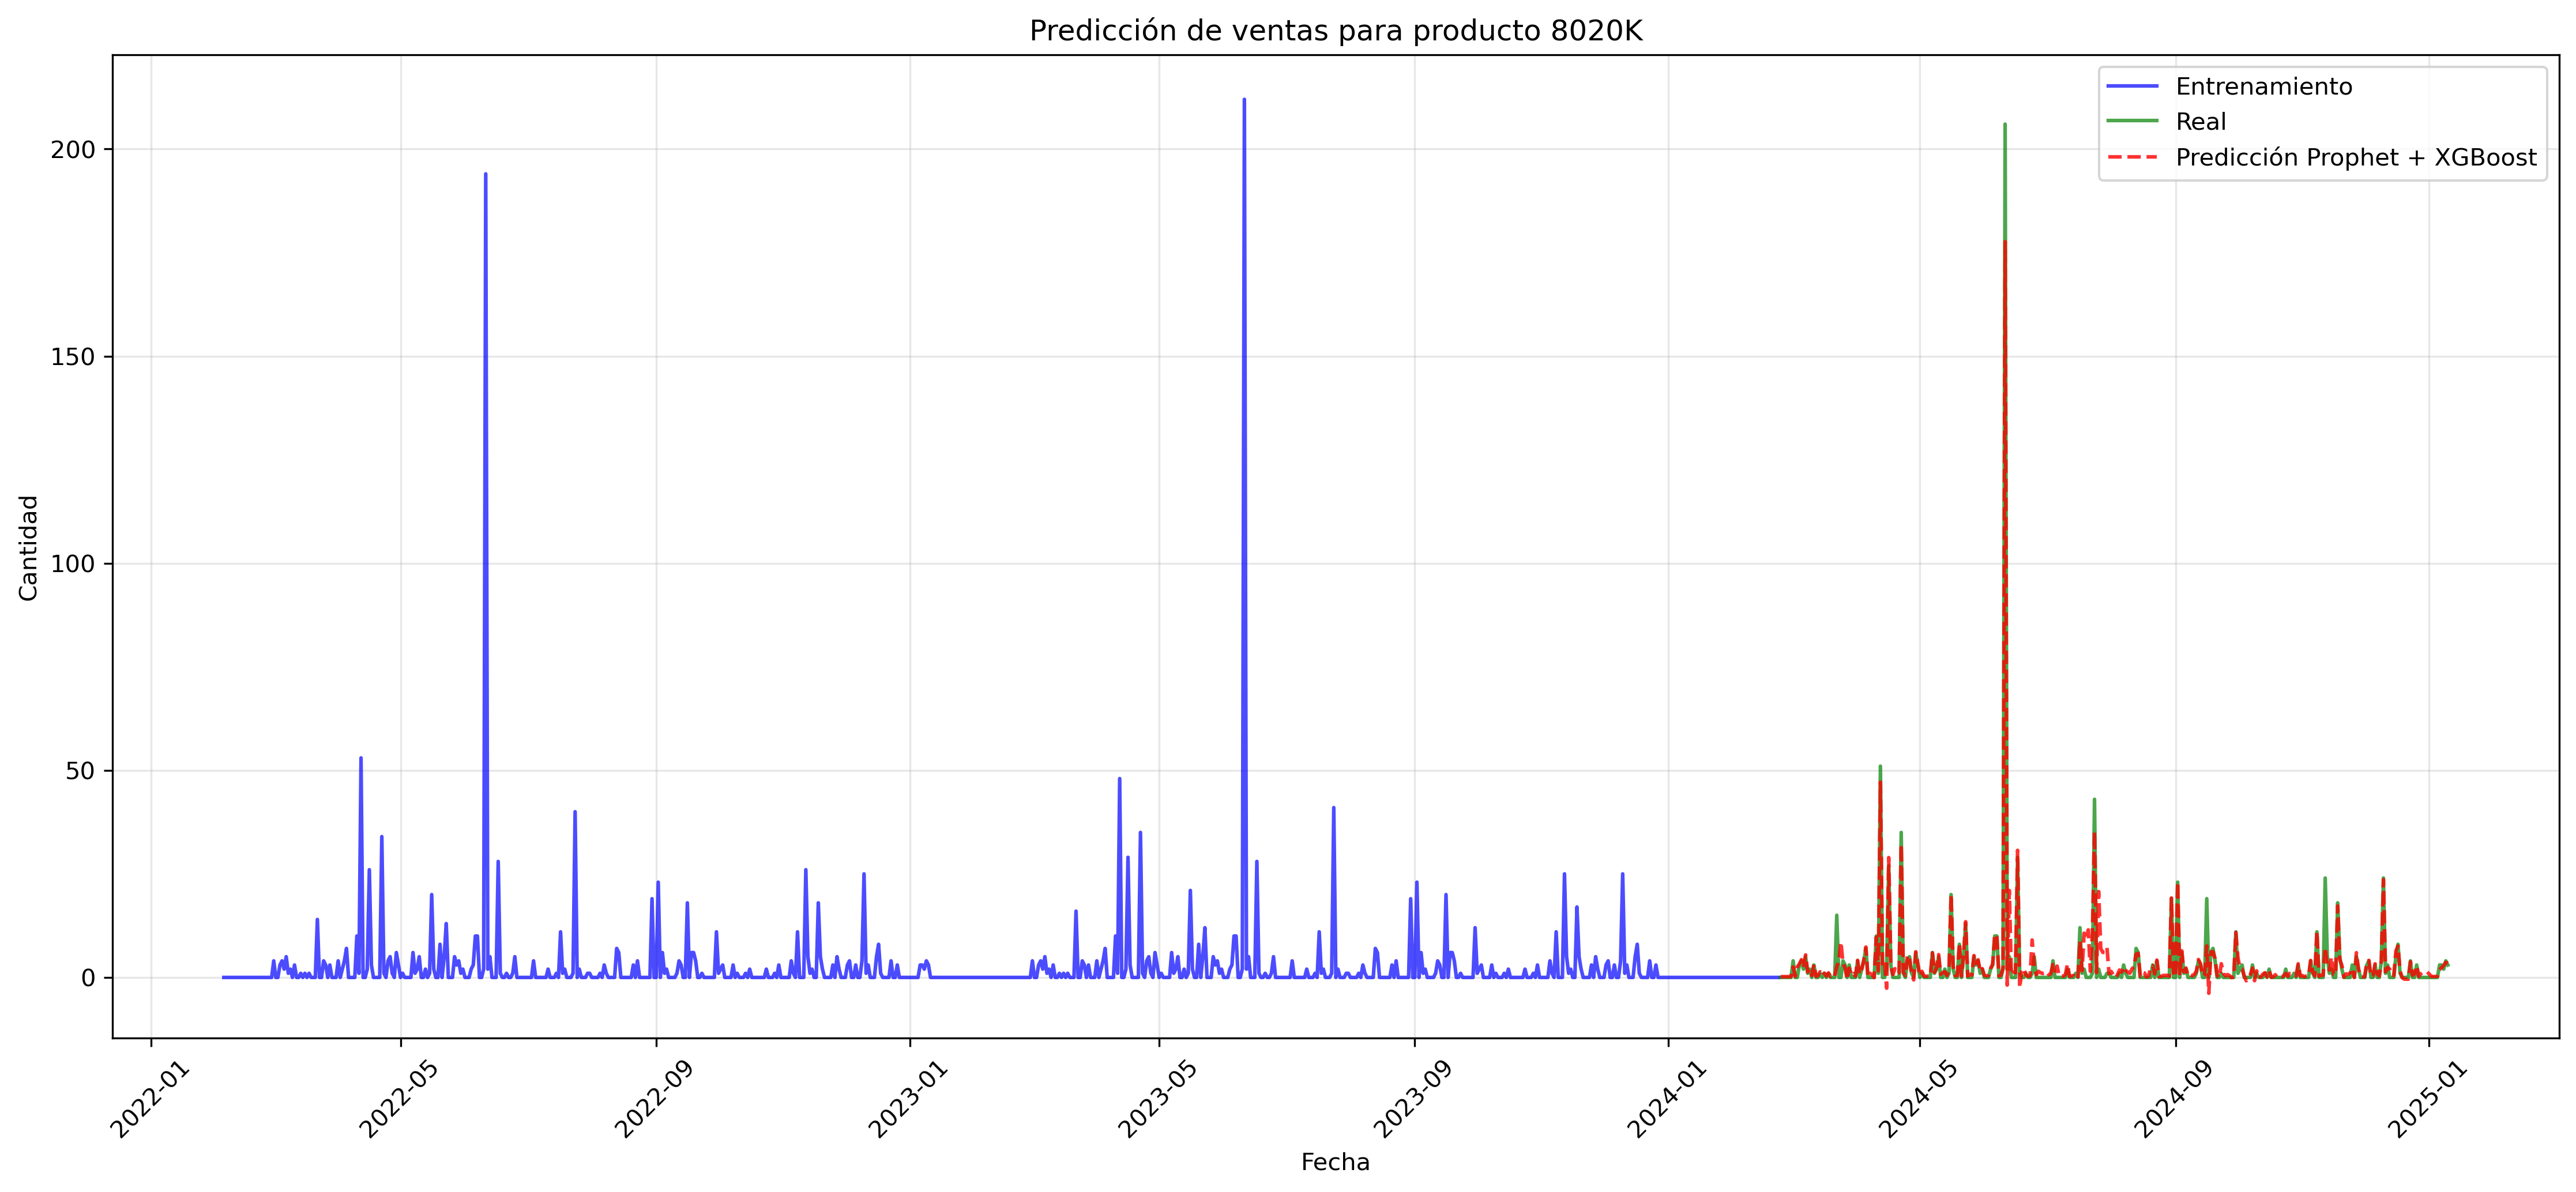 Predicción de ventas para producto 8020K
Entrenamiento
Real
Predicción Prophet + XGBoost
200
150
100
50
0
Cantidad
2022-01
2022-05
2022-09
2023-01
2023-05
2023-09
2024-01
2024-05
2024-09
2025-01
Fecha